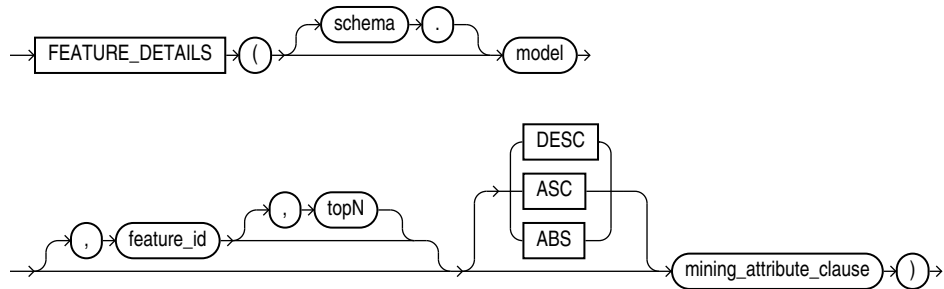 schema .
FEATURE_DETAILS ( model
DESC
, topN ASC
, feature_id ABS
mining_attribute_clause )